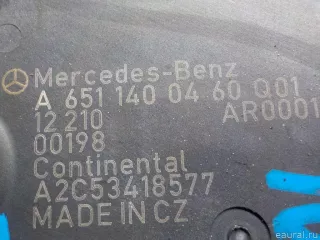 Mercedes-Benz
A 651 140 04 60 Q01
12 210 AR0001
00198
Continental
A2C53418577
MADE IN CZ
eaural.ru